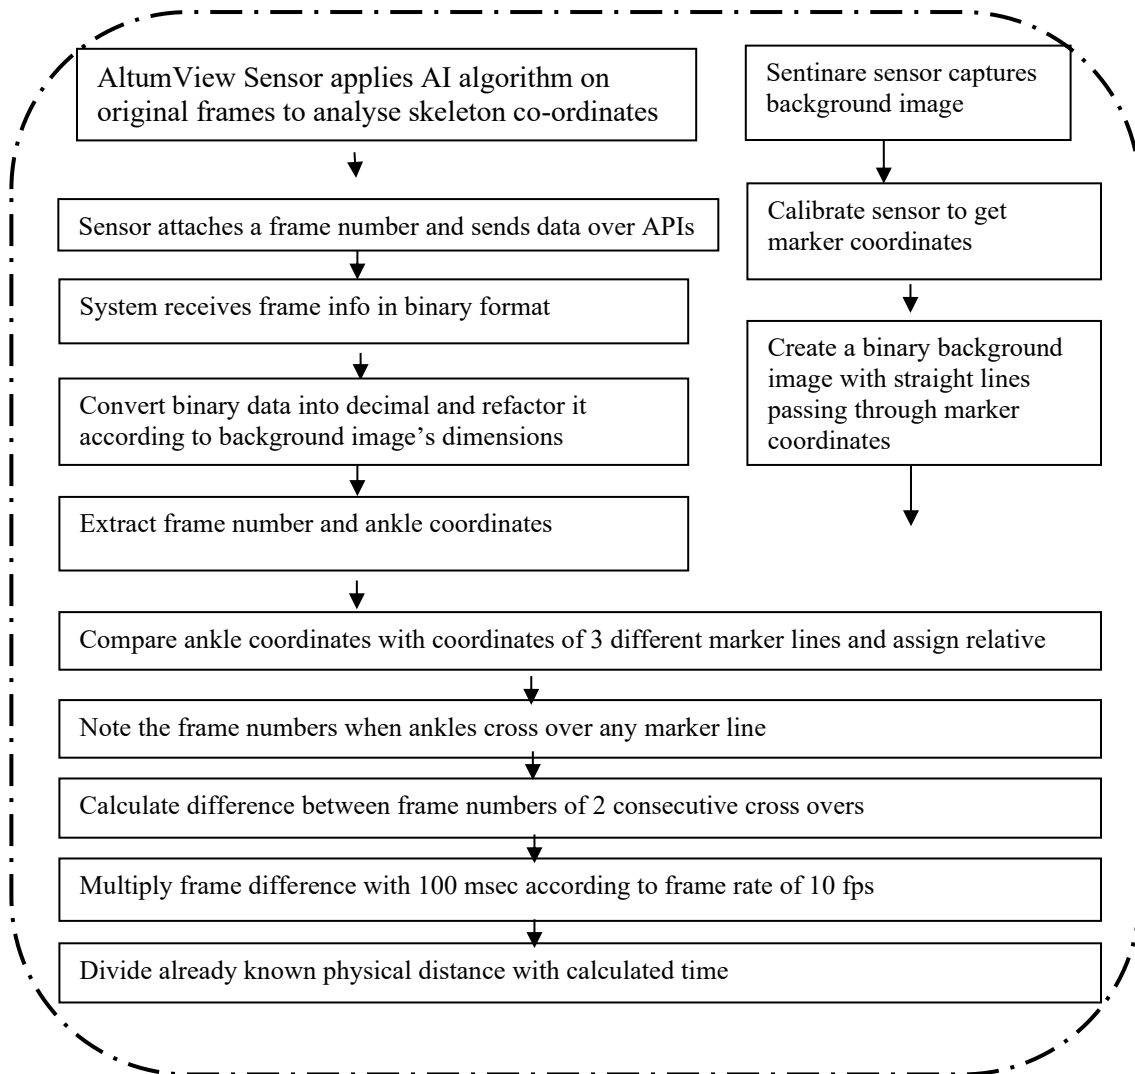 AltumView Sensor applies AI algorithm on
original frames to analyse skeleton co-ordinates
Sensor attaches a frame number and sends data over APIs
System receives frame info in binary format
Convert binary data into decimal and refactor it
according to background image’s dimensions
Extract frame number and ankle coordinates
Sentinare sensor captures
background image
Calibrate sensor to get
marker coordinates
Create a binary background
image with straight lines
passing through marker
coordinates
Compare ankle coordinates with coordinates of 3 different marker lines and assign relative
Note the frame numbers when ankles cross over any marker line
Calculate difference between frame numbers of 2 consecutive cross overs
Multiply frame difference with 100 msec according to frame rate of 10 fps
Divide already known physical distance with calculated time